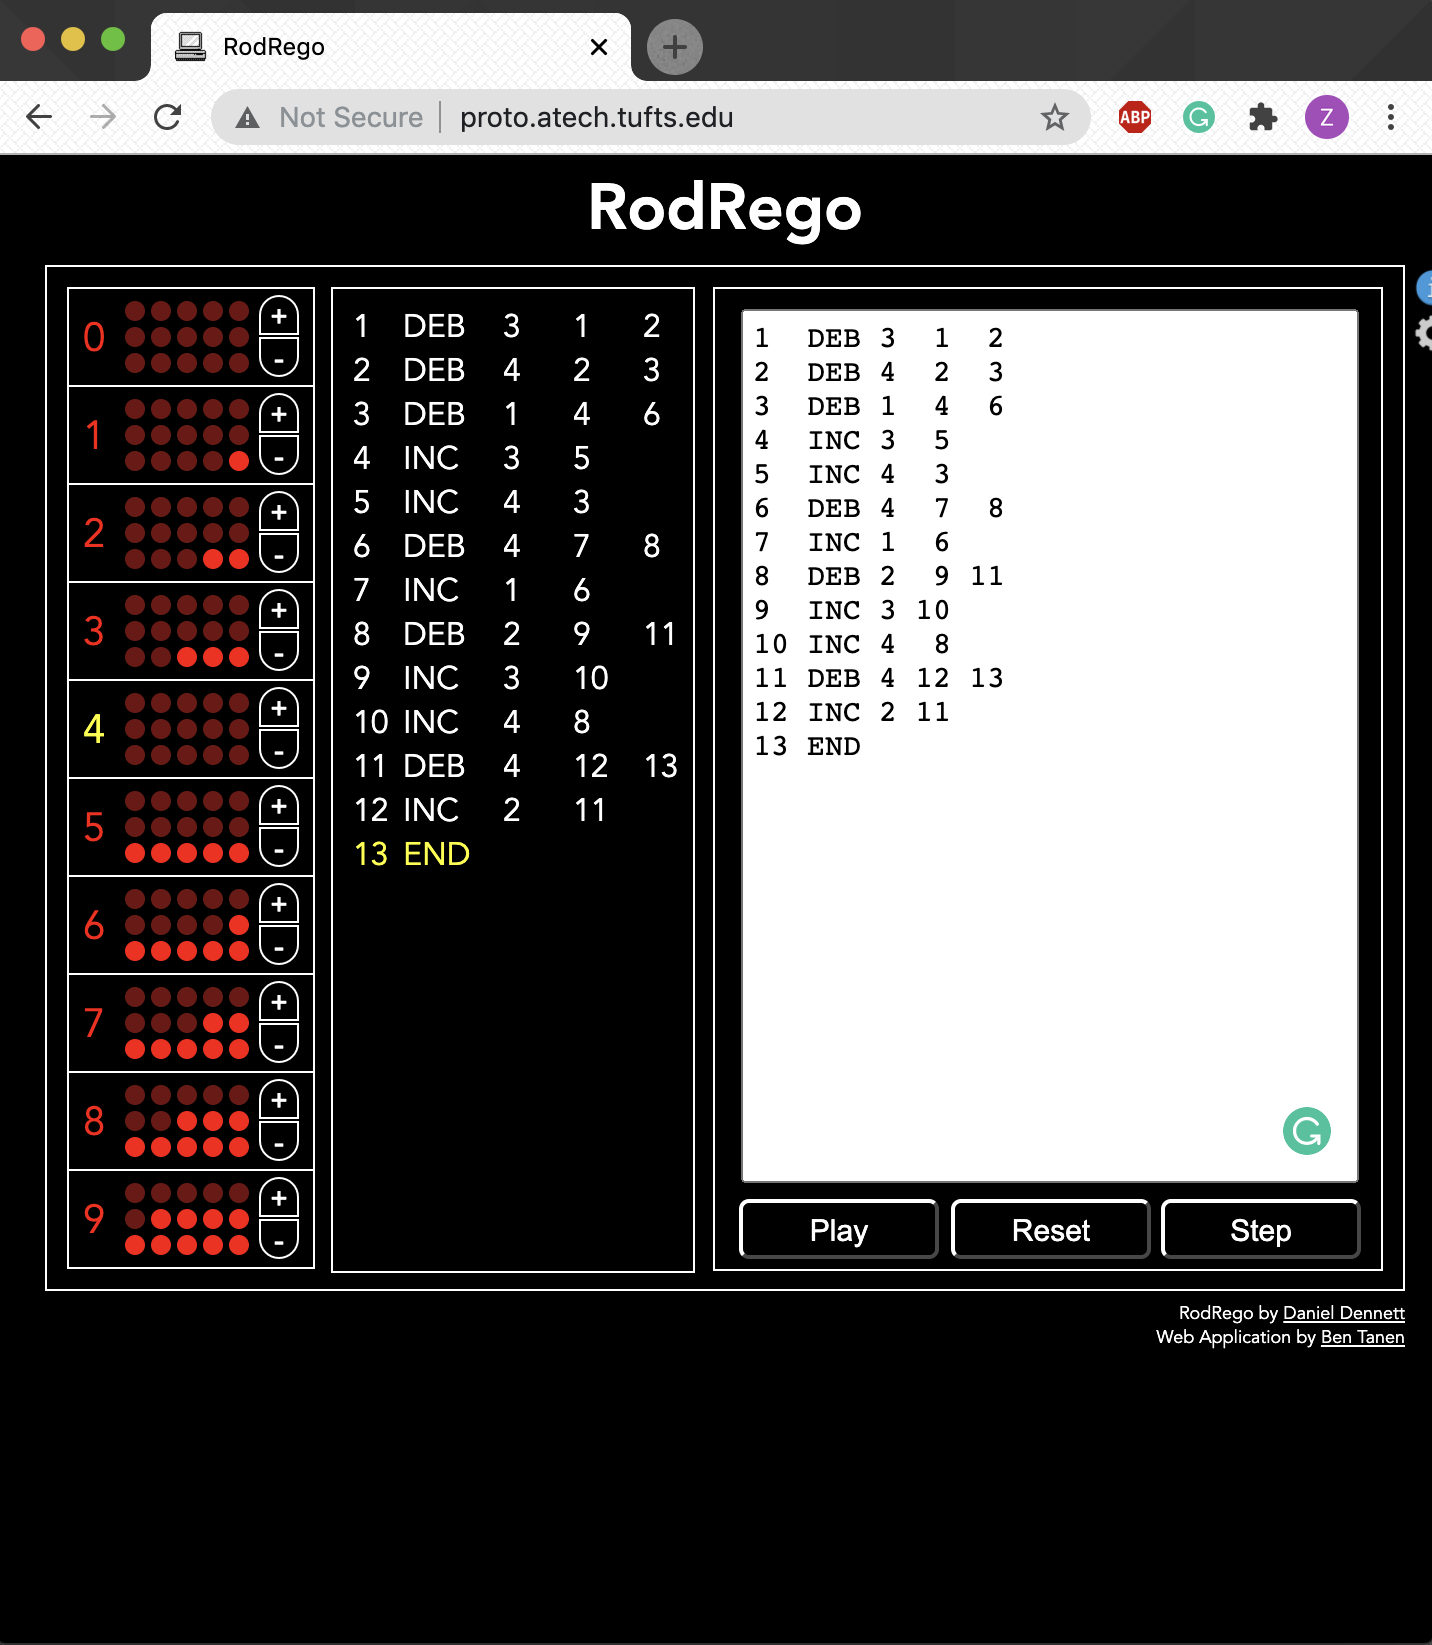 RodRego
Not Secure proto.atech.tufts.edu ABP Z
RodRego
0 + -
1 + -
2 + -
3 + -
4 + -
5 + -
6 + -
7 + -
8 + -
9 + -
1 DEB 3 1 2
2 DEB 4 2 3
3 DEB 1 4 6
4 INC 3 5
5 INC 4 3
6 DEB 4 7 8
7 INC 1 6
8 DEB 2 9 11
9 INC 3 10
10 INC 4 8
11 DEB 4 12 13
12 INC 2 11
13 END
1 DEB 3 1 2
2 DEB 4 2 3
3 DEB 1 4 6
4 INC 3 5
5 INC 4 3
6 DEB 4 7 8
7 INC 1 6
8 DEB 2 9 11
9 INC 3 10
10 INC 4 8
11 DEB 4 12 13
12 INC 2 11
13 END
Play Reset Step
RodRego by Daniel Dennett
Web Application by Ben Tanen